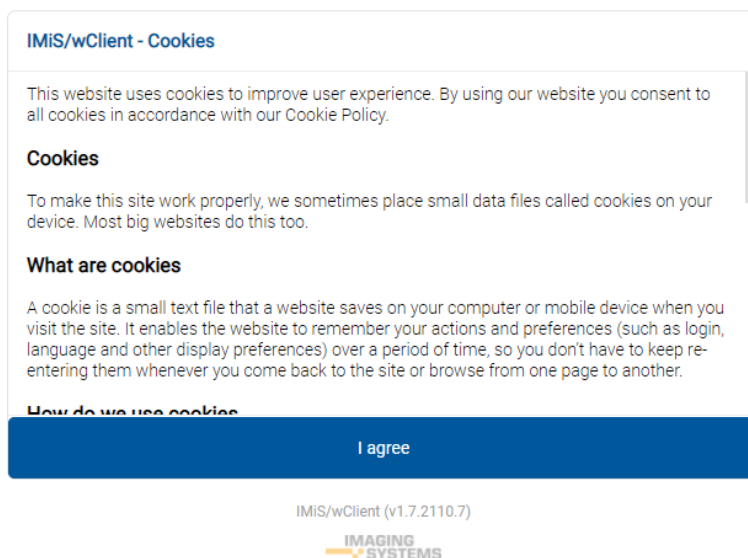 IMiS/wClient - Cookies
This website uses cookies to improve user experience. By using our website you consent to
all cookies in accordance with our Cookie Policy.
Cookies
To make this site work properly, we sometimes place small data files called cookies on your
device. Most big websites do this too.
What are cookies
A cookie is a small text file that a website saves on your computer or mobile device when you
visit the site. It enables the website to remember your actions and preferences (such as login,
language and other display preferences) over a period of time, so you don't have to keep re-
entering them whenever you come back to the site or browse from one page to another.
How do we use cookies
I agree
IMiS/wClient (v1.7.2110.7)
IMAGING
SYSTEMS